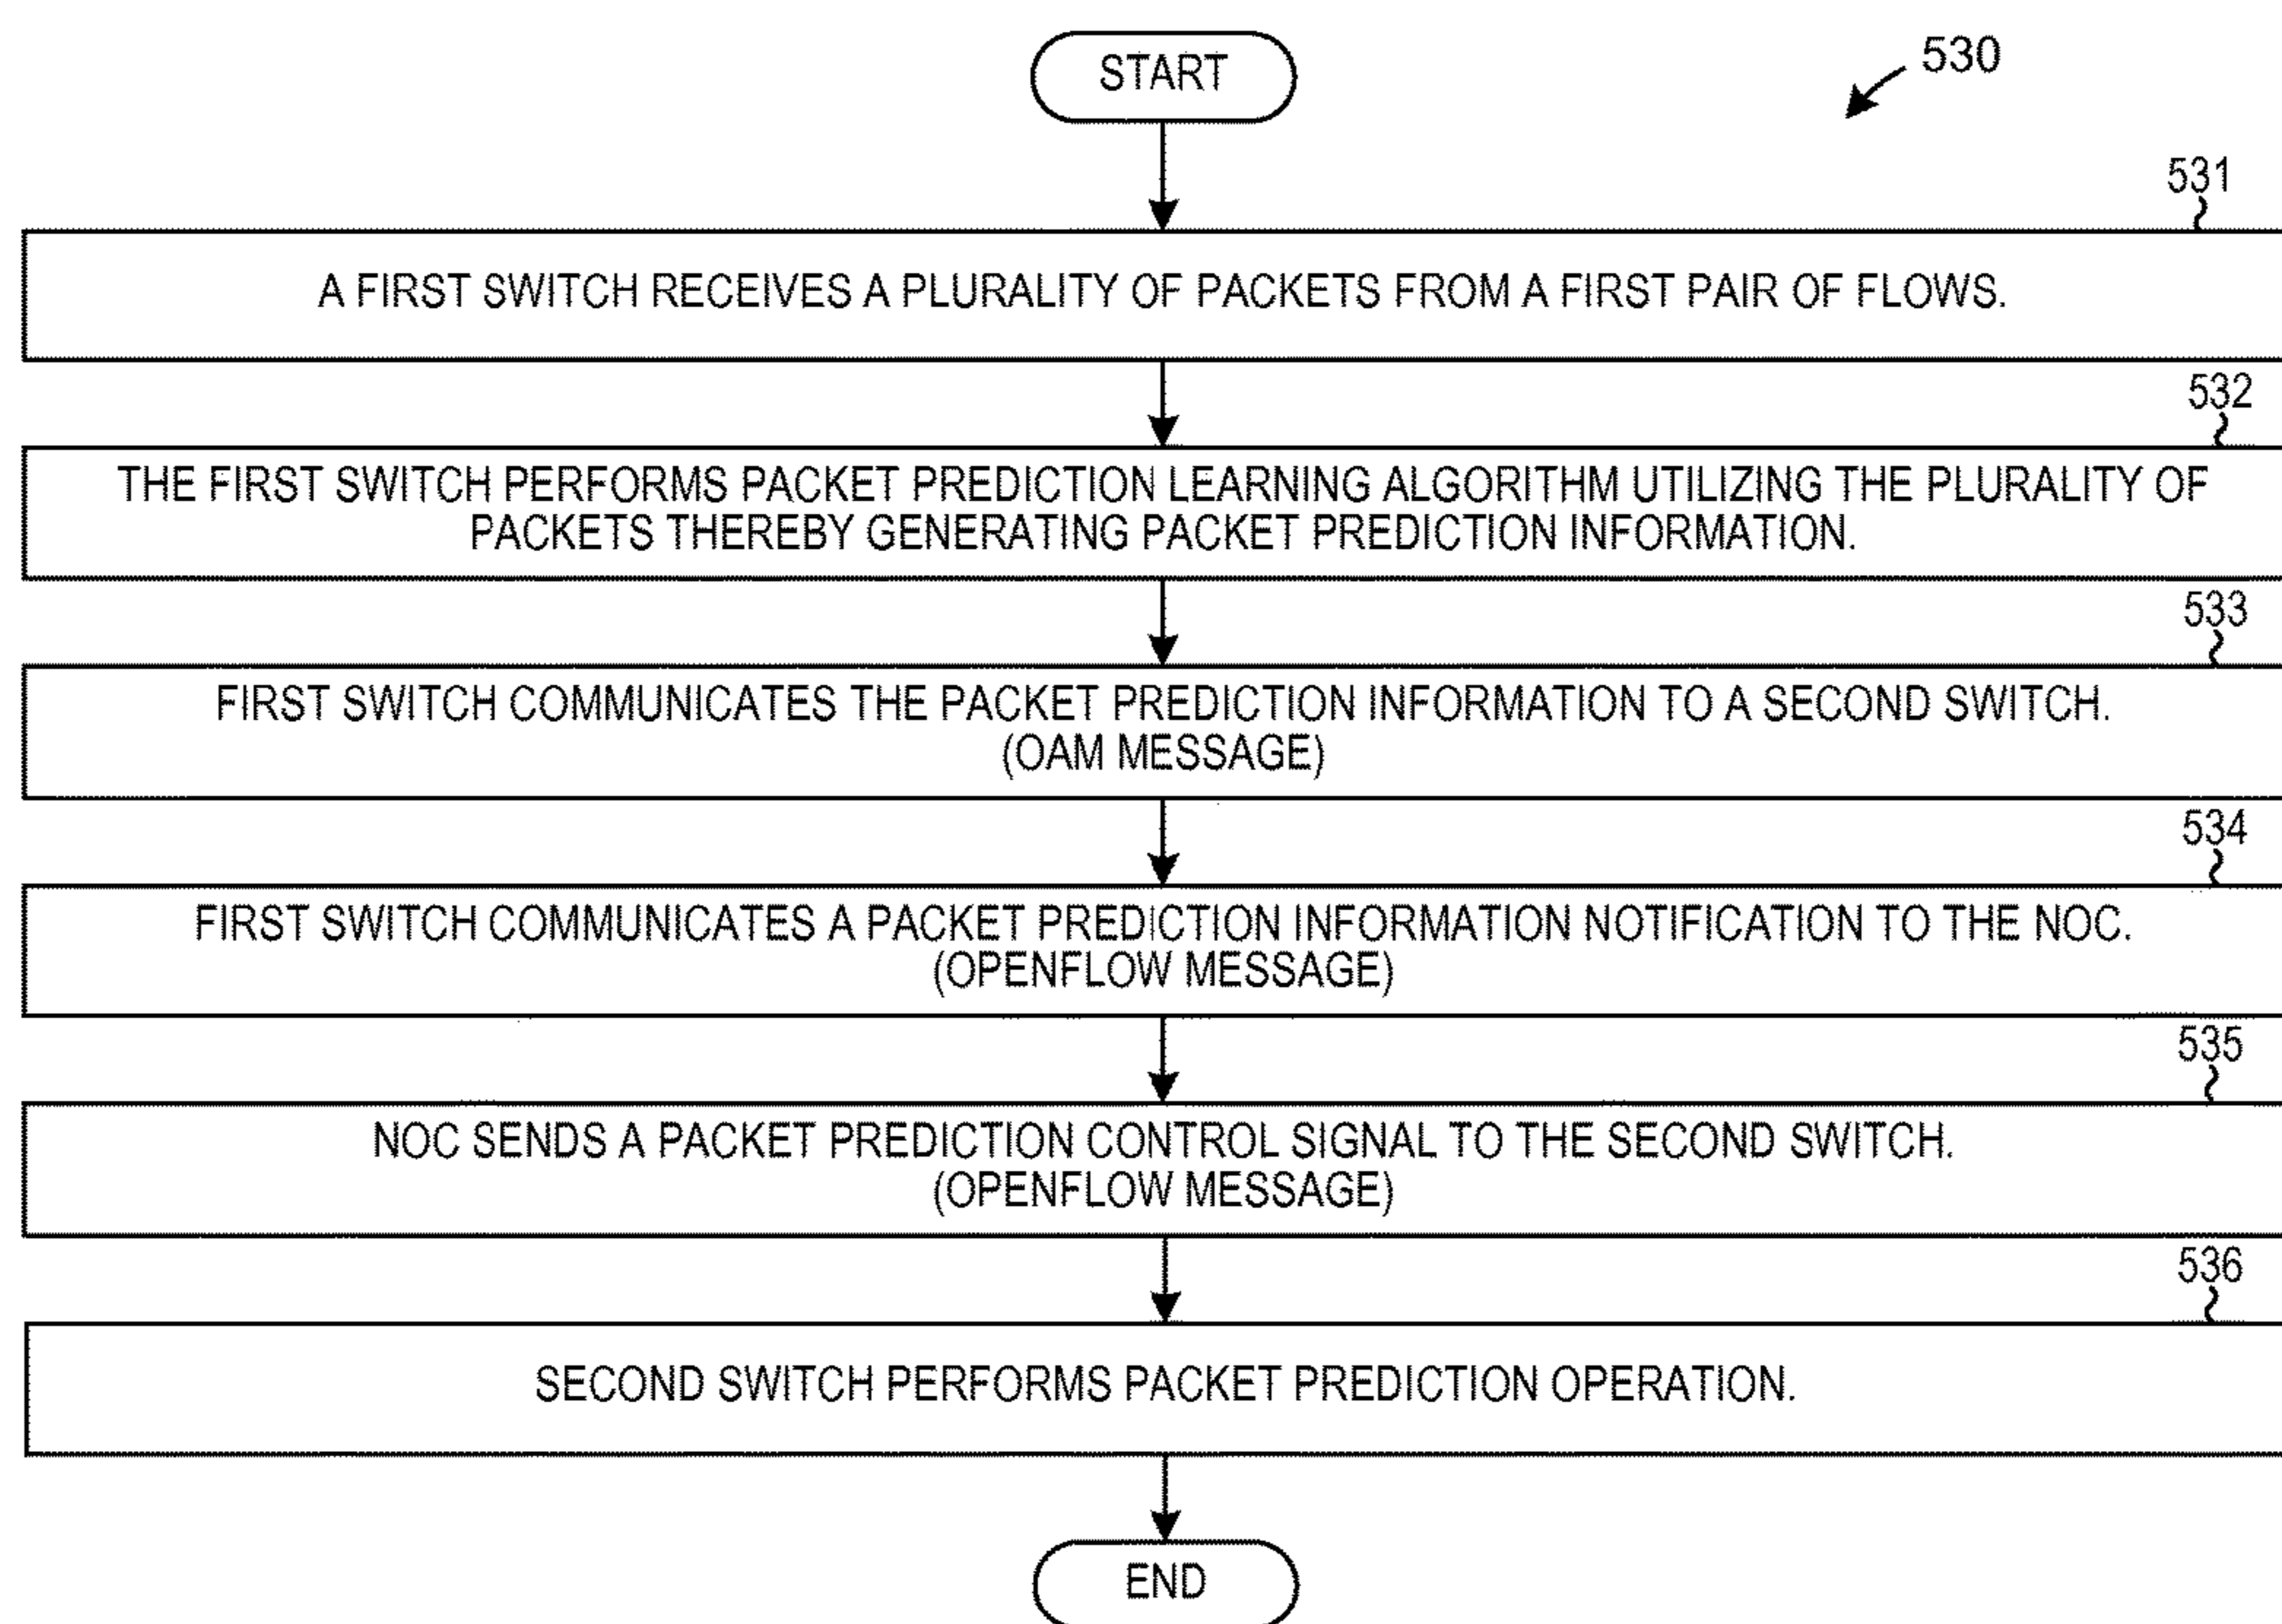 START
530
531
A FIRST SWITCH RECEIVES A PLURALITY OF PACKETS FROM A FIRST PAIR OF FLOWS.
532
THE FIRST SWITCH PERFORMS PACKET PREDICTION LEARNING ALGORITHM UTILIZING THE PLURALITY OF
PACKETS THEREBY GENERATING PACKET PREDICTION INFORMATION.
533
FIRST SWITCH COMMUNICATES THE PACKET PREDICTION INFORMATION TO A SECOND SWITCH.
(OAM MESSAGE)
534
FIRST SWITCH COMMUNICATES A PACKET PREDICTION INFORMATION NOTIFICATION TO THE NOC.
(OPENFLOW MESSAGE)
535
NOC SENDS A PACKET PREDICTION CONTROL SIGNAL TO THE SECOND SWITCH.
(OPENFLOW MESSAGE)
536
SECOND SWITCH PERFORMS PACKET PREDICTION OPERATION.
END